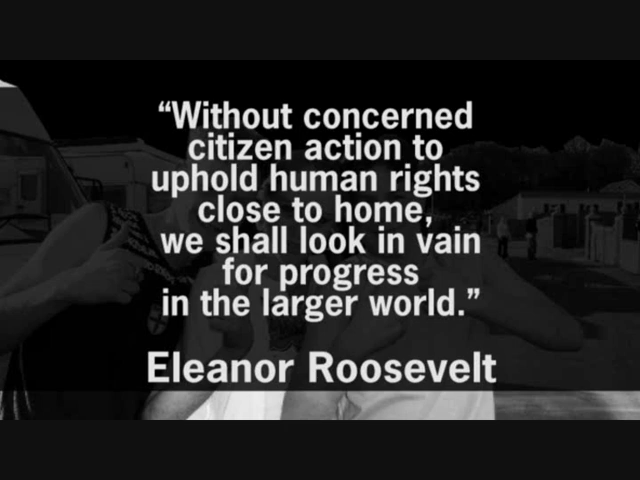 “Without concerned
citizen action to
uphold human rights
close to home,
we shall look in vain
for progress
in the larger world.”
Eleanor Roosevelt